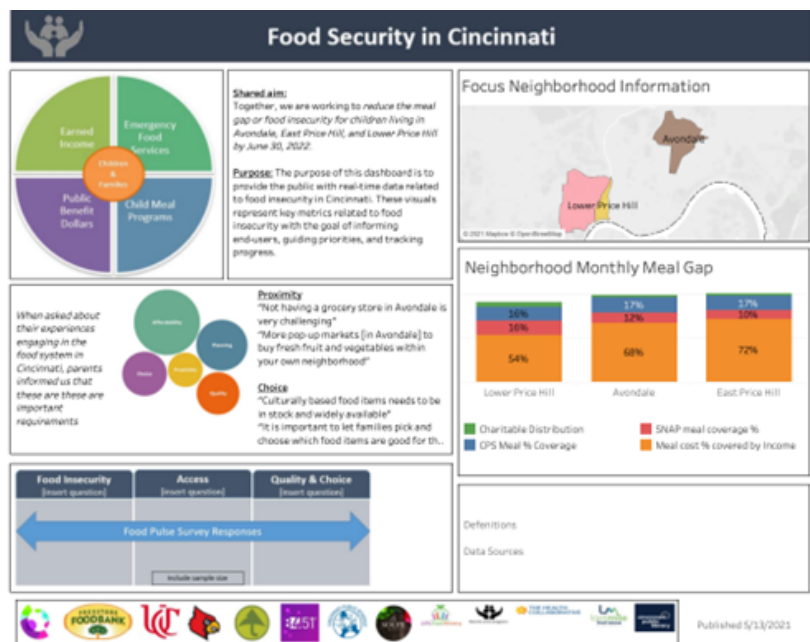 Food Security in Cincinnati
Earned
Income
Emergency
Food
Services
Children
&
Families
Public
Benefit
Dollars
Child Meal
Programs
Shared aim:
Together, we are working to reduce the meal
gap or food insecurity for children living in
Avondale, East Price Hill, and Lower Price Hill
by June 30, 2022.
Purpose: The purpose of this dashboard is to
provide the public with real-time data related
to food insecurity in Cincinnati. These visuals
represent key metrics related to food
insecurity with the goal of informing
end-users, guiding priorities, and tracking
progress.
Focus Neighborhood Information
Avondale
Lower Price Hill
© 2021 Mapbox © OpenStreetMap
When asked about
their experiences
engaging in the
food system in
Cincinnati, parents
informed us that
these are these are
important
requirements
Affordability
Planning
Choice
Proximity
Quality
Proximity
"Not having a grocery store in Avondale is
very challenging"
"More pop-up markets [in Avondale] to
buy fresh fruit and vegetables within
your own neighborhood"
Choice
"Culturally based food items needs to be
in stock and widely available"
"It is important to let families pick and
choose which food items are good for th..
Neighborhood Monthly Meal Gap
16%
16%
54%
17%
12%
68%
17%
10%
72%
Lower Price Hill
Avondale
East Price Hill
Charitable Distribution
SNAP meal coverage %
CPS Meal % Coverage
Meal cost % covered by Income
Food Insecurity
[insert question]
Access
[insert question]
Quality & Choice
[insert question]
Food Pulse Survey Responses
Include sample size
Defenitions
Data Sources
FREESTORE
FOODBANK
UC
84.51°
THE HEALTH
COLLABORATIVE
Published 5/13/2021